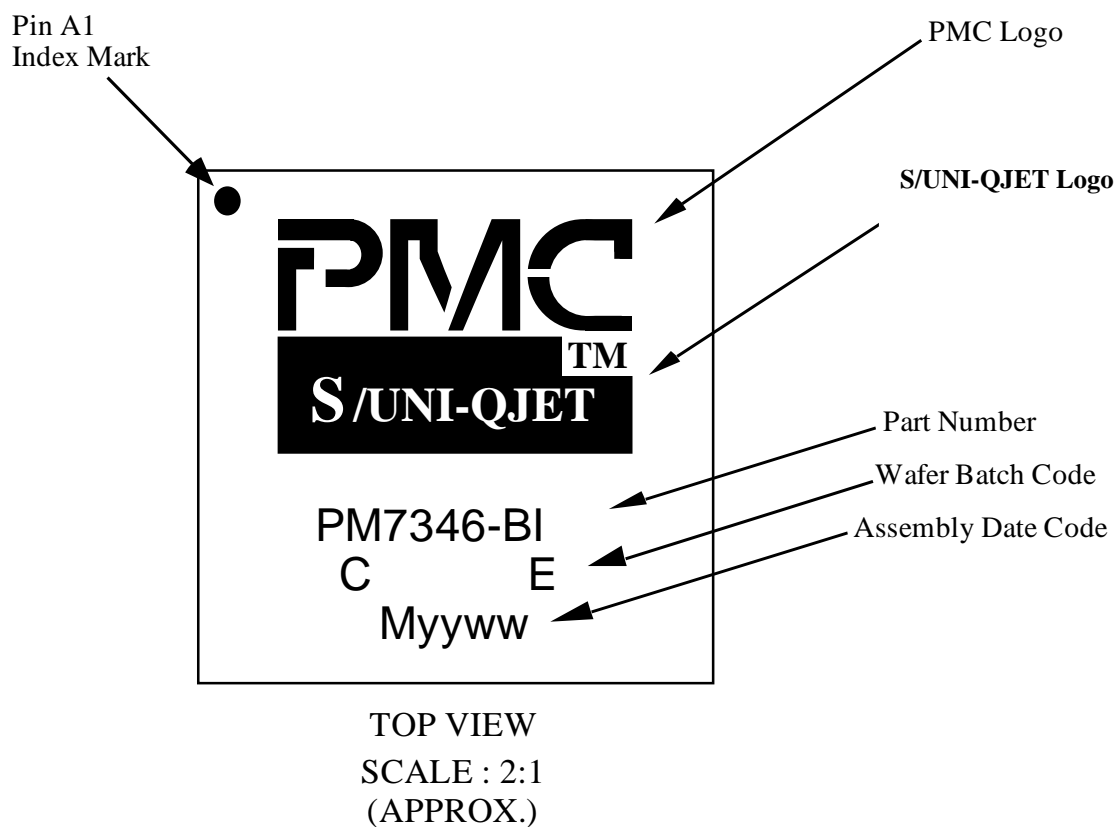 Pin A1
Index Mark
PMC Logo
S/UNI-QJET Logo
PMC
TM
S/UNI-QJET
Part Number
Wafer Batch Code
Assembly Date Code
PM7346-BI
C E
Myyww
TOP VIEW
SCALE : 2:1
(APPROX.)